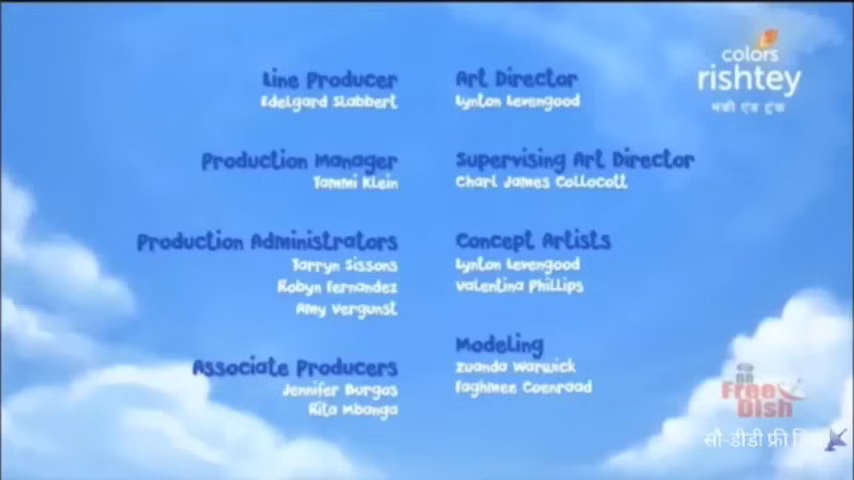 Line Producer
Edelgard Slabbert
Production Manager
Tammi Klein
Production Administrators
Tarryn Sissons
Robyn Fernandez
Amy Vergunst
Associate Producers
Jennifer Burgos
Rita Mbanga
Art Director
Lynton Levengood
Supervising Art Director
Charl James Collocott
Concept Artists
Lynton Levengood
Valentina Phillips
Modeling
Zuanda Warwick
Faghmee Coenraad
colors
rishtey
मंकी एंड ट्रंक
Free
Dish
सौ-डीडी फ्री